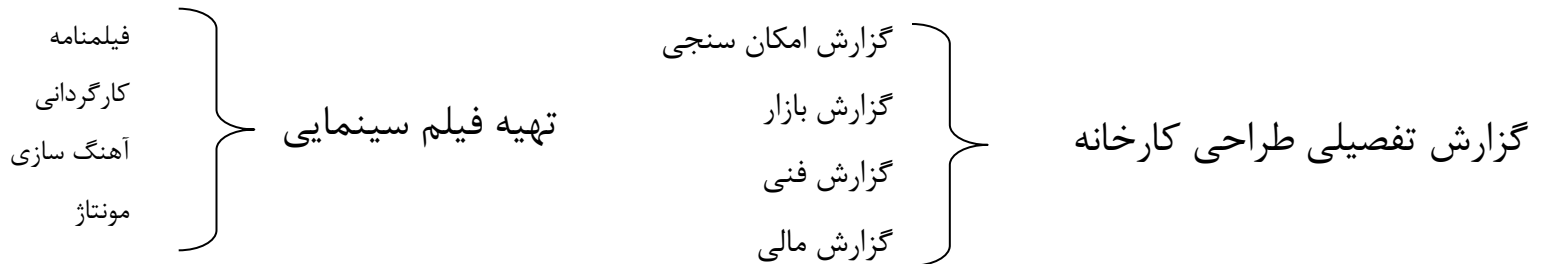 گزارش تفصیلی طراحی کارخانه
گزارش امکان سنجی
گزارش بازار
گزارش فنی
گزارش مالی
تهیه فیلم سینمایی
فیلمنامه
کارگردانی
آهنگ سازی
مونتاژ